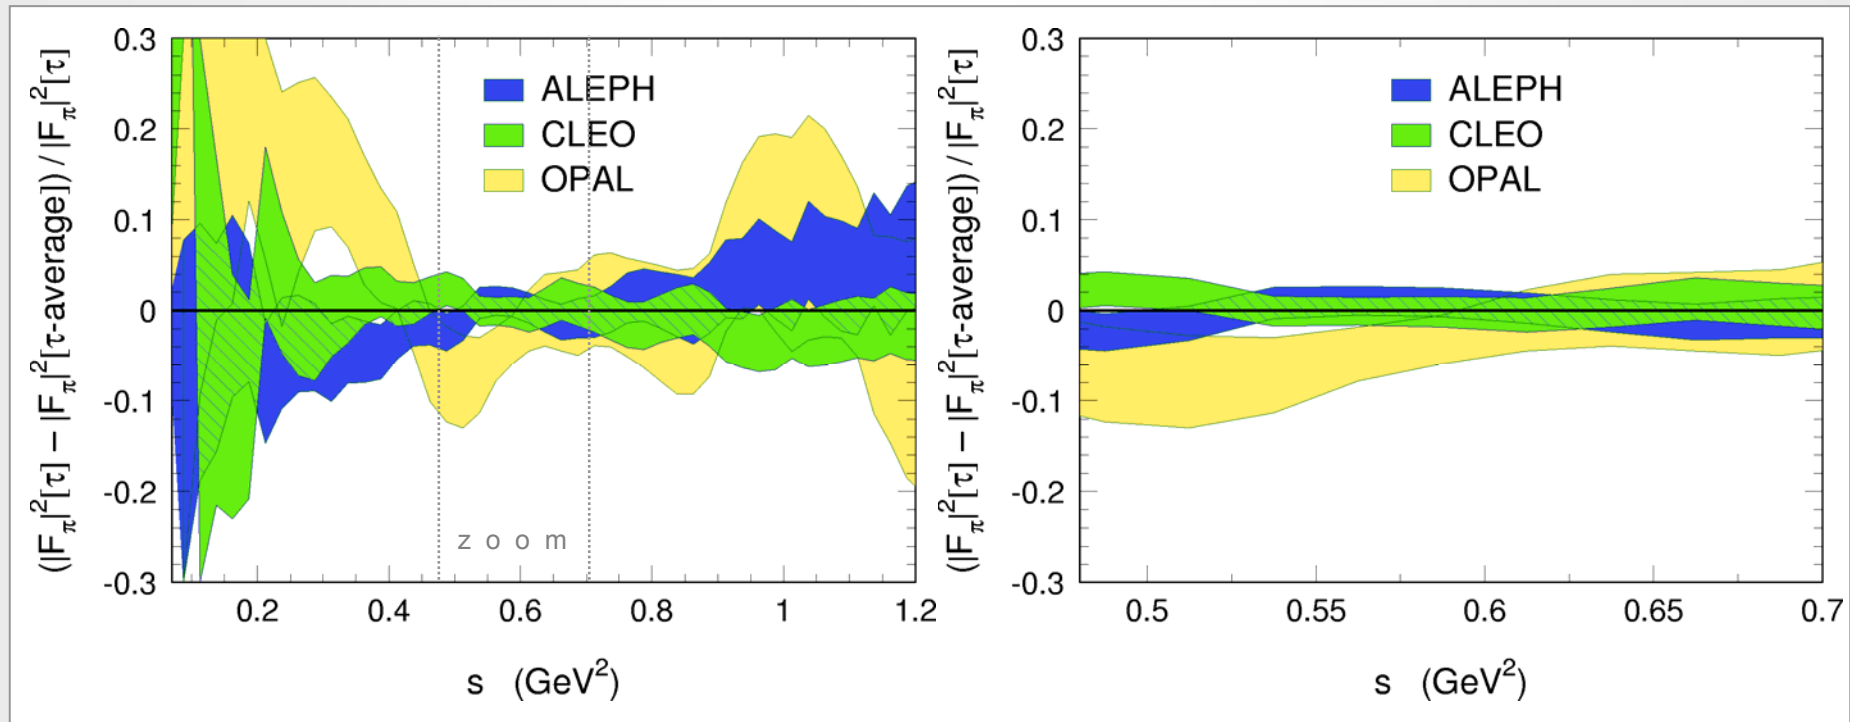 (|Fπ|²[τ] – |Fπ|²[τ-average]) / |Fπ|²[τ]
0.3
0.2
0.1
0
-0.1
-0.2
-0.3
ALEPH
CLEO
OPAL
zoom
0.2 0.4 0.6 0.8 1 1.2
s (GeV²)
(|Fπ|²[τ] – |Fπ|²[τ-average]) / |Fπ|²[τ]
0.3
0.2
0.1
0
-0.1
-0.2
-0.3
ALEPH
CLEO
OPAL
0.5 0.55 0.6 0.65 0.7
s (GeV²)